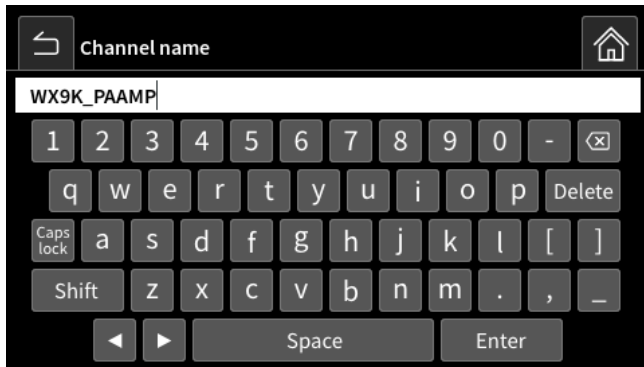 Channel name
WX9K_PAAMP
1 2 3 4 5 6 7 8 9 0 -
q w e r t y u i o p Delete
Caps lock a s d f g h j k l [ ]
Shift z x c v b n m . , _
Space Enter